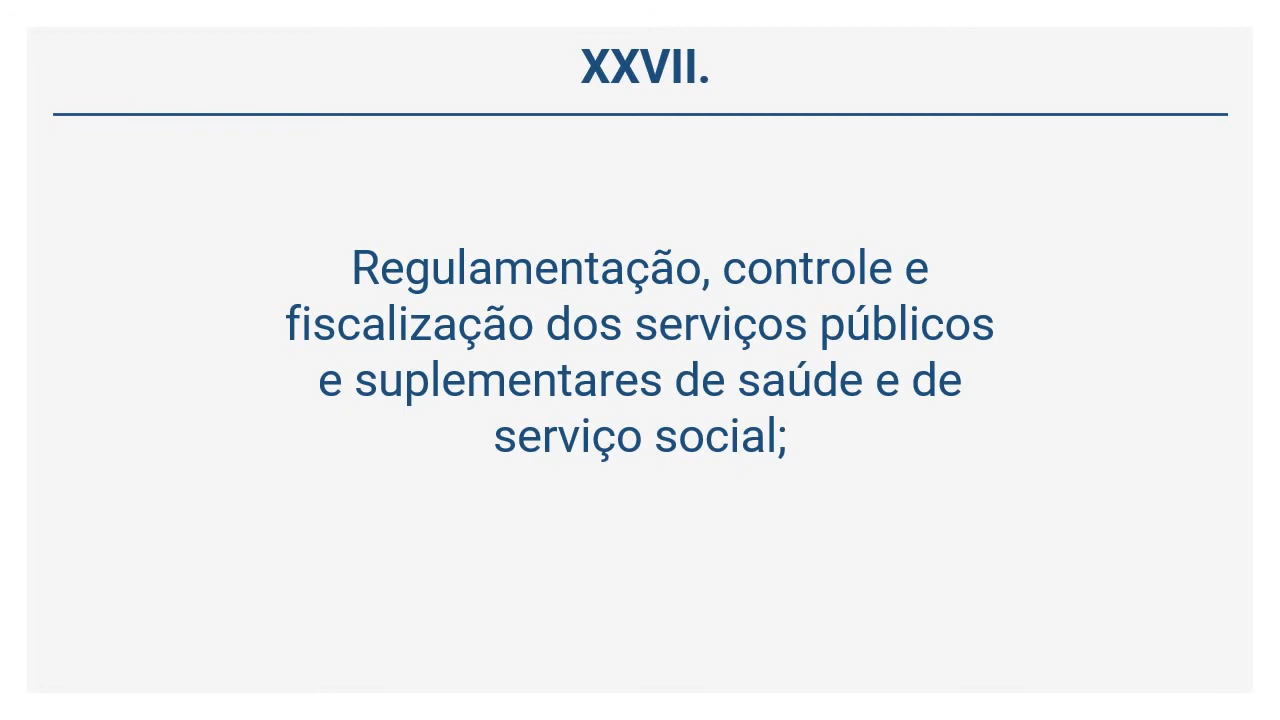 XXVII.
Regulamentação, controle e
fiscalização dos serviços públicos
e suplementares de saúde e de
serviço social;